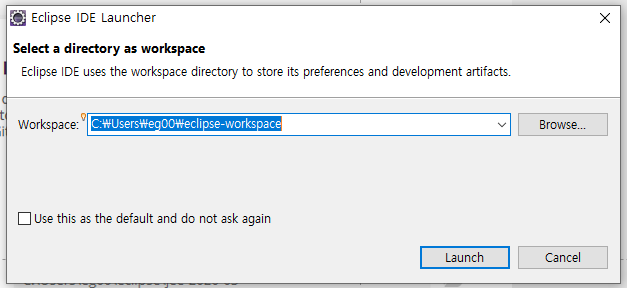 Eclipse IDE Launcher
Select a directory as workspace
Eclipse IDE uses the workspace directory to store its preferences and development artifacts.
Workspace: C:₩Users₩eg00₩eclipse-workspace Browse...
Use this as the default and do not ask again
Launch Cancel